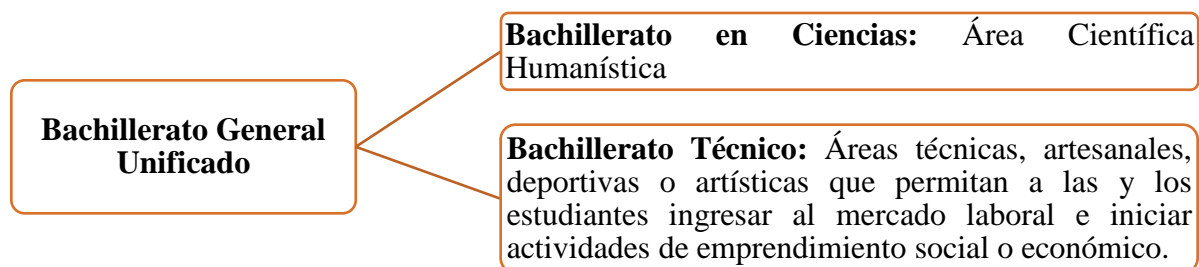 Bachillerato General
Unificado
Bachillerato en Ciencias: Área Científica
Humanística
Bachillerato Técnico: Áreas técnicas, artesanales,
deportivas o artísticas que permitan a las y los
estudiantes ingresar al mercado laboral e iniciar
actividades de emprendimiento social o económico.